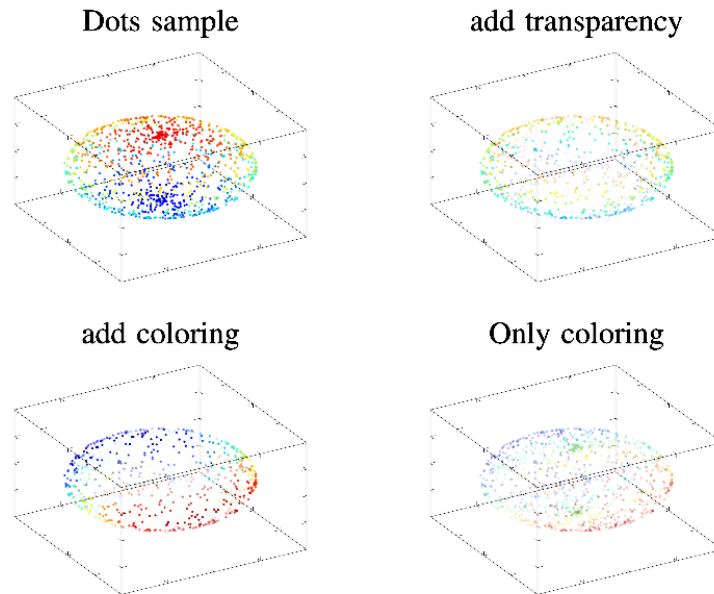 Dots sample
add transparency
add coloring
Only coloring